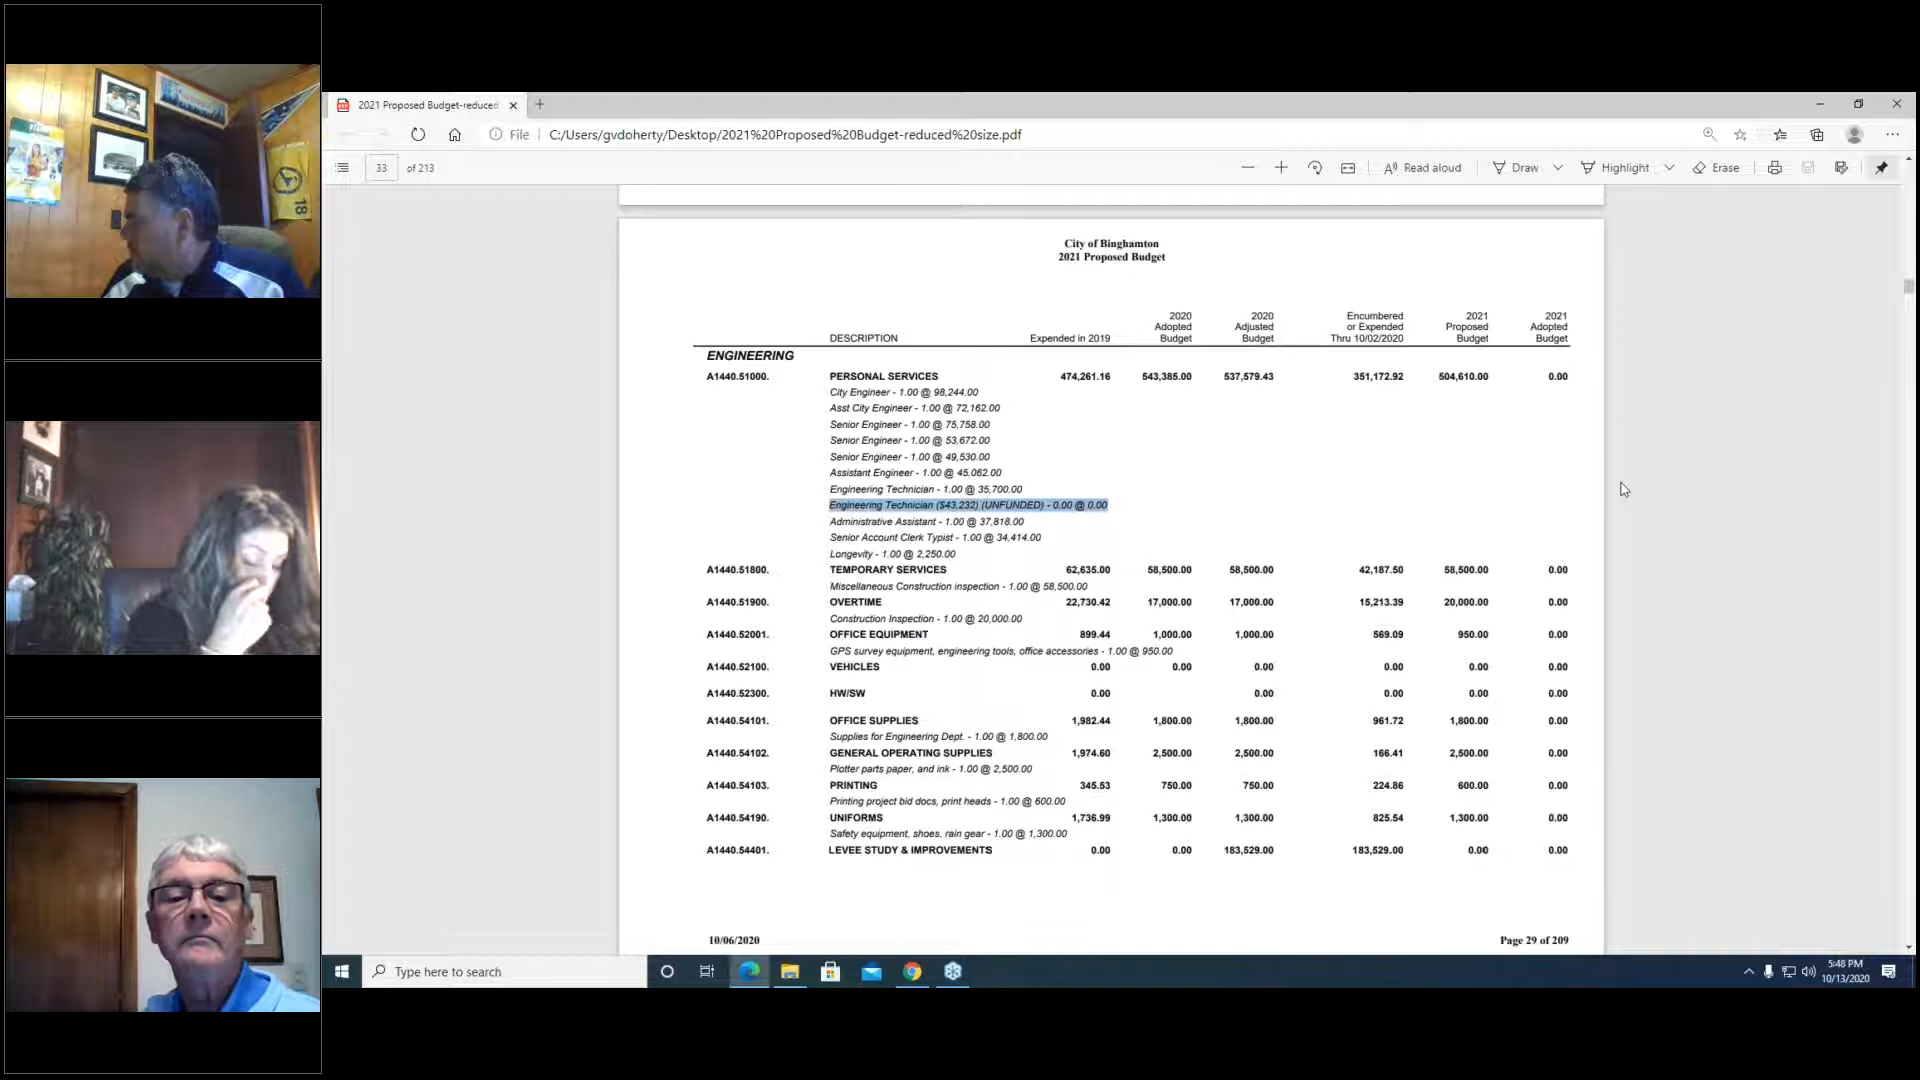 2021 Proposed Budget-reduced
File
C:/Users/gvdoherty/Desktop/2021%20Proposed%20Budget-reduced%20size.pdf
33 of 213
Read aloud Draw Highlight Erase
City of Binghamton
2021 Proposed Budget
DESCRIPTION Expended in 2019 2020 Adopted Budget 2020 Adjusted Budget Encumbered or Expended Thru 10/02/2020 2021 Proposed Budget 2021 Adopted Budget
ENGINEERING
A1440.51000. PERSONAL SERVICES 474,261.16 543,385.00 537,579.43 351,172.92 504,610.00 0.00
City Engineer - 1.00 @ 98,244.00
Asst City Engineer - 1.00 @ 72,162.00
Senior Engineer - 1.00 @ 75,758.00
Senior Engineer - 1.00 @ 53,672.00
Senior Engineer - 1.00 @ 49,530.00
Assistant Engineer - 1.00 @ 45,062.00
Engineering Technician - 1.00 @ 35,700.00
Engineering Technician ($43,232) (UNFUNDED) - 0.00 @ 0.00
Administrative Assistant - 1.00 @ 37,818.00
Senior Account Clerk Typist - 1.00 @ 34,414.00
Longevity - 1.00 @ 2,250.00
A1440.51800. TEMPORARY SERVICES 62,635.00 58,500.00 58,500.00 42,187.50 58,500.00 0.00
Miscellaneous Construction inspection - 1.00 @ 58,500.00
A1440.51900. OVERTIME 22,730.42 17,000.00 17,000.00 15,213.39 20,000.00 0.00
Construction Inspection - 1.00 @ 20,000.00
A1440.52001. OFFICE EQUIPMENT 899.44 1,000.00 1,000.00 569.09 950.00 0.00
GPS survey equipment, engineering tools, office accessories - 1.00 @ 950.00
A1440.52100. VEHICLES 0.00 0.00 0.00 0.00 0.00 0.00
A1440.52300. HW/SW 0.00 0.00 0.00 0.00 0.00
A1440.54101. OFFICE SUPPLIES 1,982.44 1,800.00 1,800.00 961.72 1,800.00 0.00
Supplies for Engineering Dept. - 1.00 @ 1,800.00
A1440.54102. GENERAL OPERATING SUPPLIES 1,974.60 2,500.00 2,500.00 166.41 2,500.00 0.00
Plotter parts paper, and ink - 1.00 @ 2,500.00
A1440.54103. PRINTING 345.53 750.00 750.00 224.86 600.00 0.00
Printing project bid docs, print heads - 1.00 @ 600.00
A1440.54190. UNIFORMS 1,736.99 1,300.00 1,300.00 825.54 1,300.00 0.00
Safety equipment, shoes, rain gear - 1.00 @ 1,300.00
A1440.54401. LEVEE STUDY & IMPROVEMENTS 0.00 0.00 183,529.00 183,529.00 0.00 0.00
10/06/2020 Page 29 of 209
Type here to search
5:48 PM
10/13/2020
18